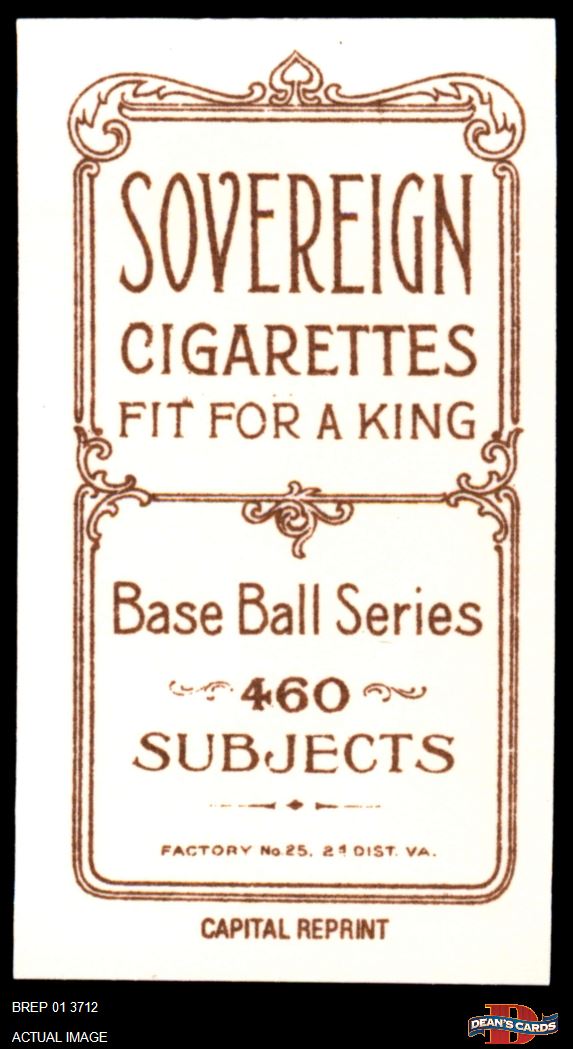 SOVEREIGN
CIGARETTES
FIT FOR A KING
Base Ball Series
460
SUBJECTS
FACTORY No. 25, 2d DIST. VA.
CAPITAL REPRINT
BREP 01 3712
ACTUAL IMAGE
DEAN'S CARDS